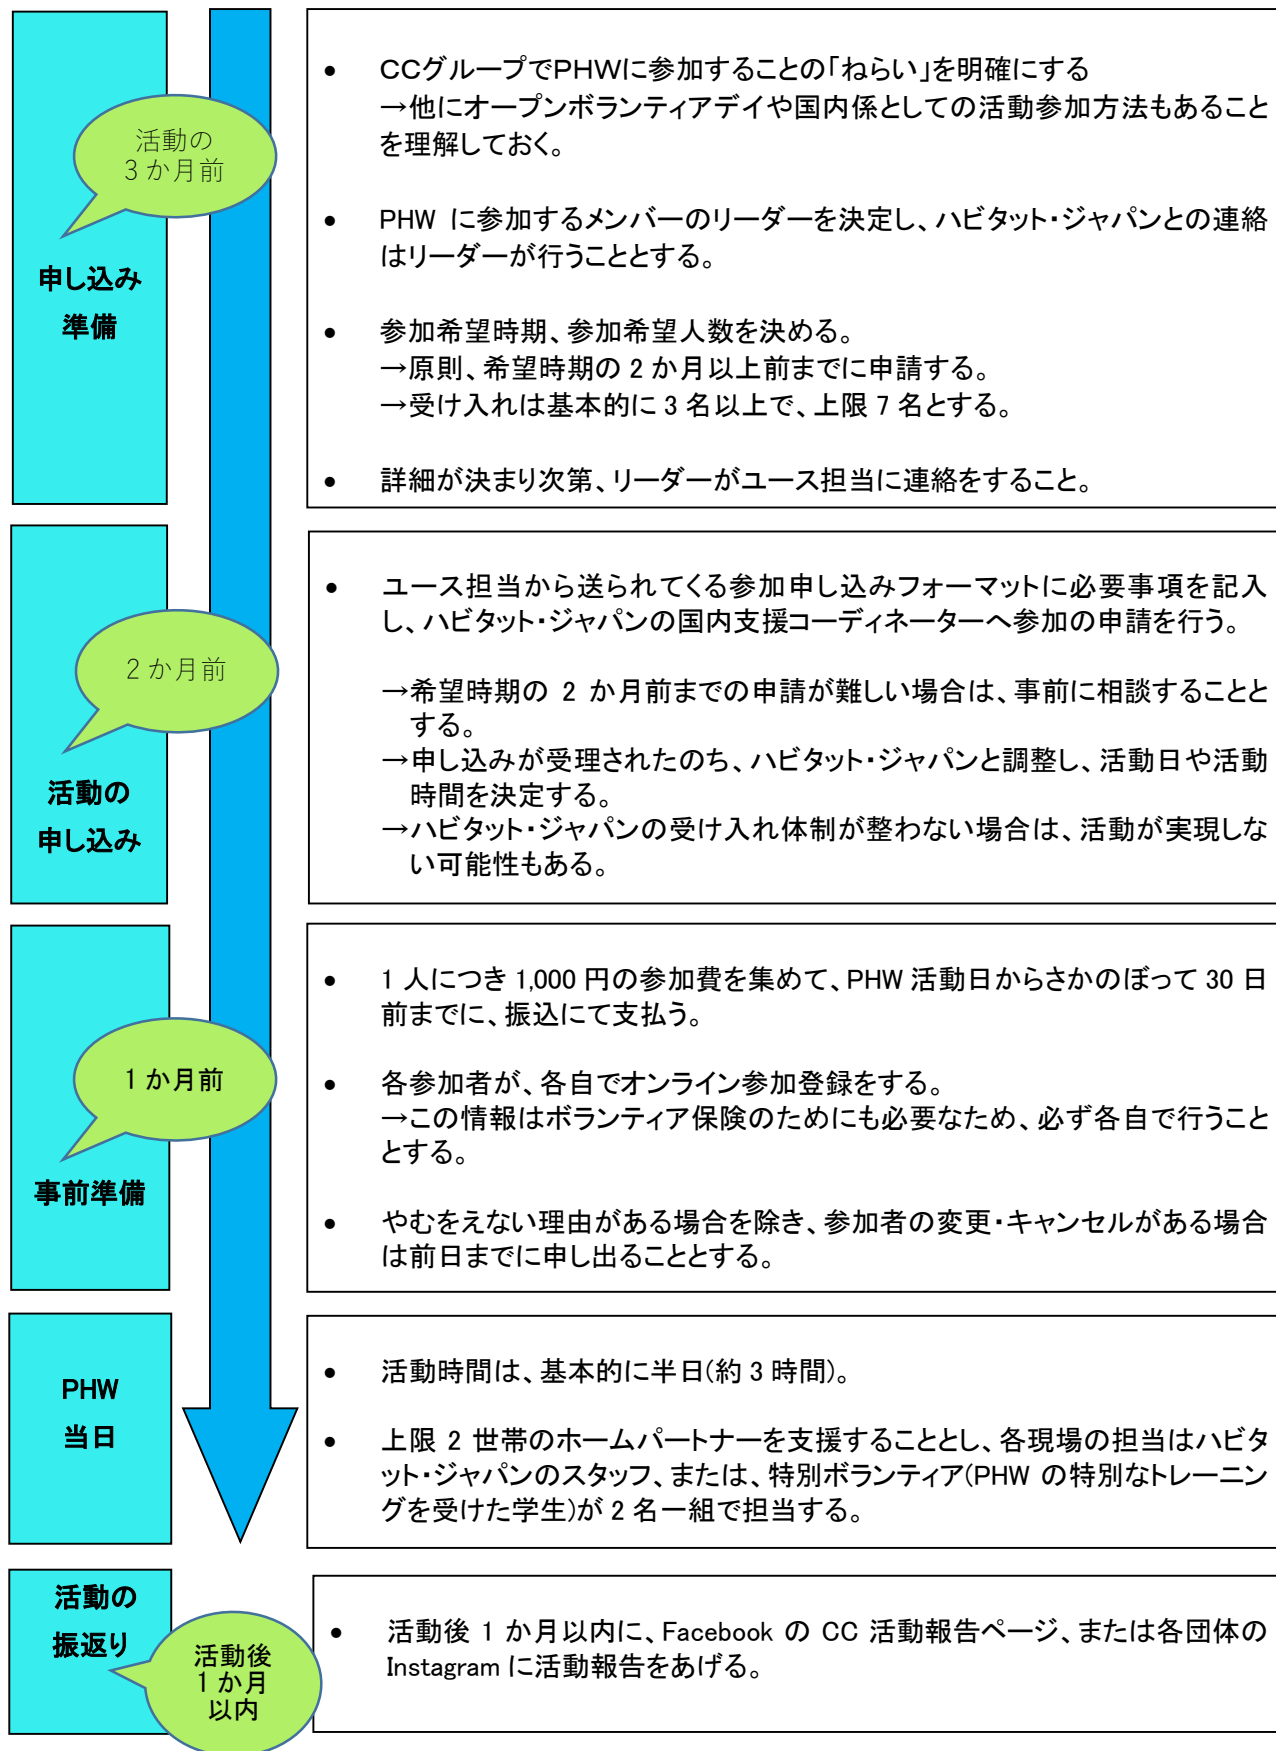 活動の
3か月前
申し込み
準備
• CCグループでPHWに参加することの「ねらい」を明確にする
→他にオープンボランティアデイや国内係としての活動参加方法もあること
を理解しておく。
• PHW に参加するメンバーのリーダーを決定し、ハビタット・ジャパンとの連絡
はリーダーが行うこととする。
• 参加希望時期、参加希望人数を決める。
→原則、希望時期の 2 か月以上前までに申請する。
→受け入れは基本的に 3 名以上で、上限 7 名とする。
• 詳細が決まり次第、リーダーがユース担当に連絡をすること。
2か月前
活動の
申し込み
• ユース担当から送られてくる参加申し込みフォーマットに必要事項を記入
し、ハビタット・ジャパンの国内支援コーディネーターへ参加の申請を行う。
→希望時期の 2 か月前までの申請が難しい場合は、事前に相談することと
する。
→申し込みが受理されたのち、ハビタット・ジャパンと調整し、活動日や活動
時間を決定する。
→ハビタット・ジャパンの受け入れ体制が整わない場合は、活動が実現しな
い可能性もある。
1か月前
事前準備
• 1 人につき 1,000 円の参加費を集めて、PHW 活動日からさかのぼって 30 日
前までに、振込にて支払う。
• 各参加者が、各自でオンライン参加登録をする。
→この情報はボランティア保険のためにも必要なため、必ず各自で行うこと
とする。
• やむをえない理由がある場合を除き、参加者の変更・キャンセルがある場合
は前日までに申し出ることとする。
PHW
当日
• 活動時間は、基本的に半日(約 3 時間)。
• 上限 2 世帯のホームパートナーを支援することとし、各現場の担当はハビタ
ット・ジャパンのスタッフ、または、特別ボランティア(PHW の特別なトレーニン
グを受けた学生)が 2 名一組で担当する。
活動の
振返り
活動後
1か月
以内
• 活動後 1 か月以内に、Facebook の CC 活動報告ページ、または各団体の
Instagram に活動報告をあげる。